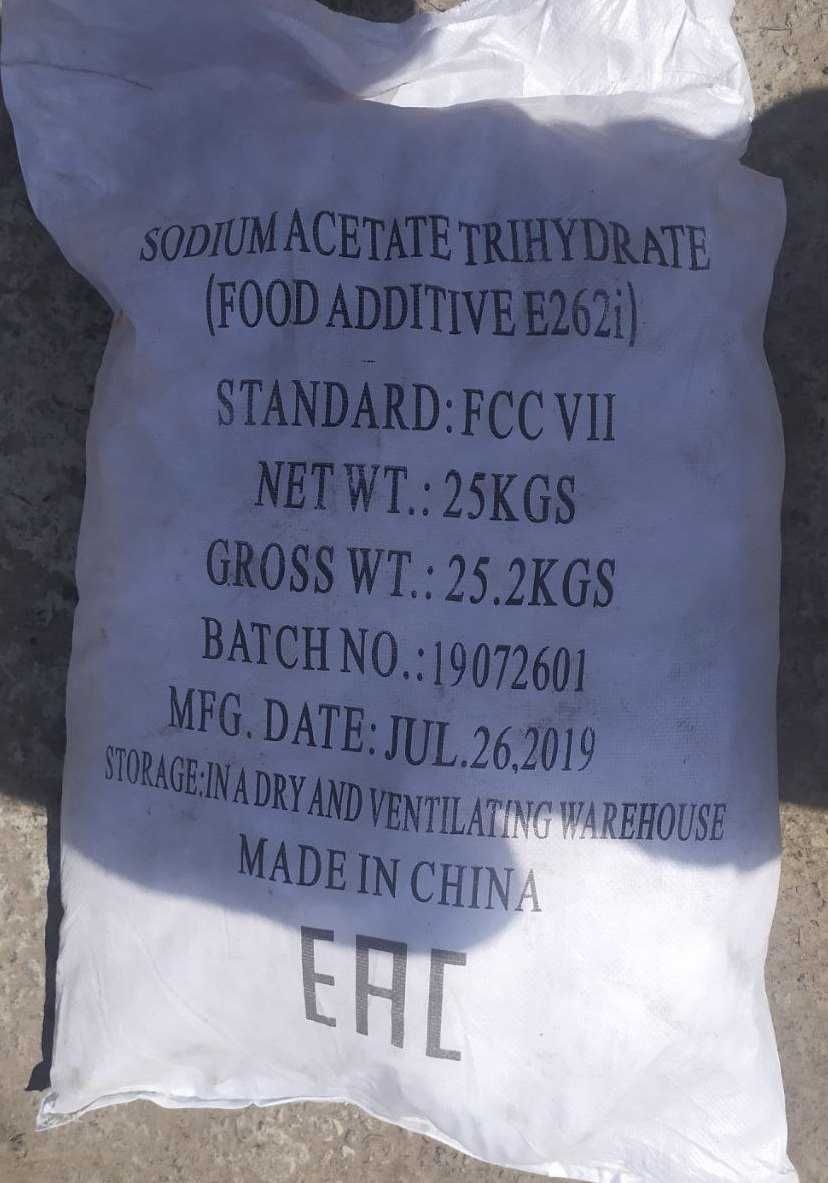 SODIUM ACETATE TRIHYDRATE
(FOOD ADDITIVE E262i)
STANDARD: FCC VII
NET WT.: 25KGS
GROSS WT.: 25.2KGS
BATCH NO.:19072601
MFG. DATE: JUL.26,2019
STORAGE:IN A DRY AND VENTILATING WAREHOUSE
MADE IN CHINA
EAC